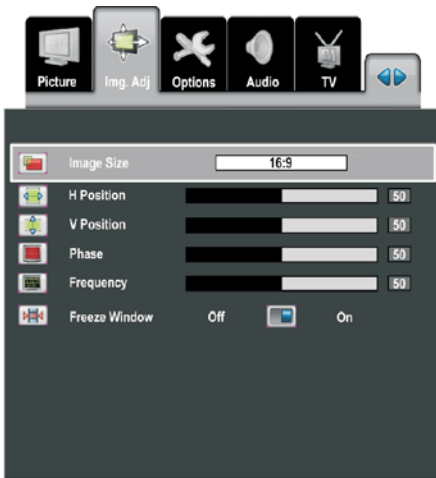 Picture Img. Adj Options Audio TV
Image Size 16:9
H Position 50
V Position 50
Phase 50
Frequency 50
Freeze Window Off On